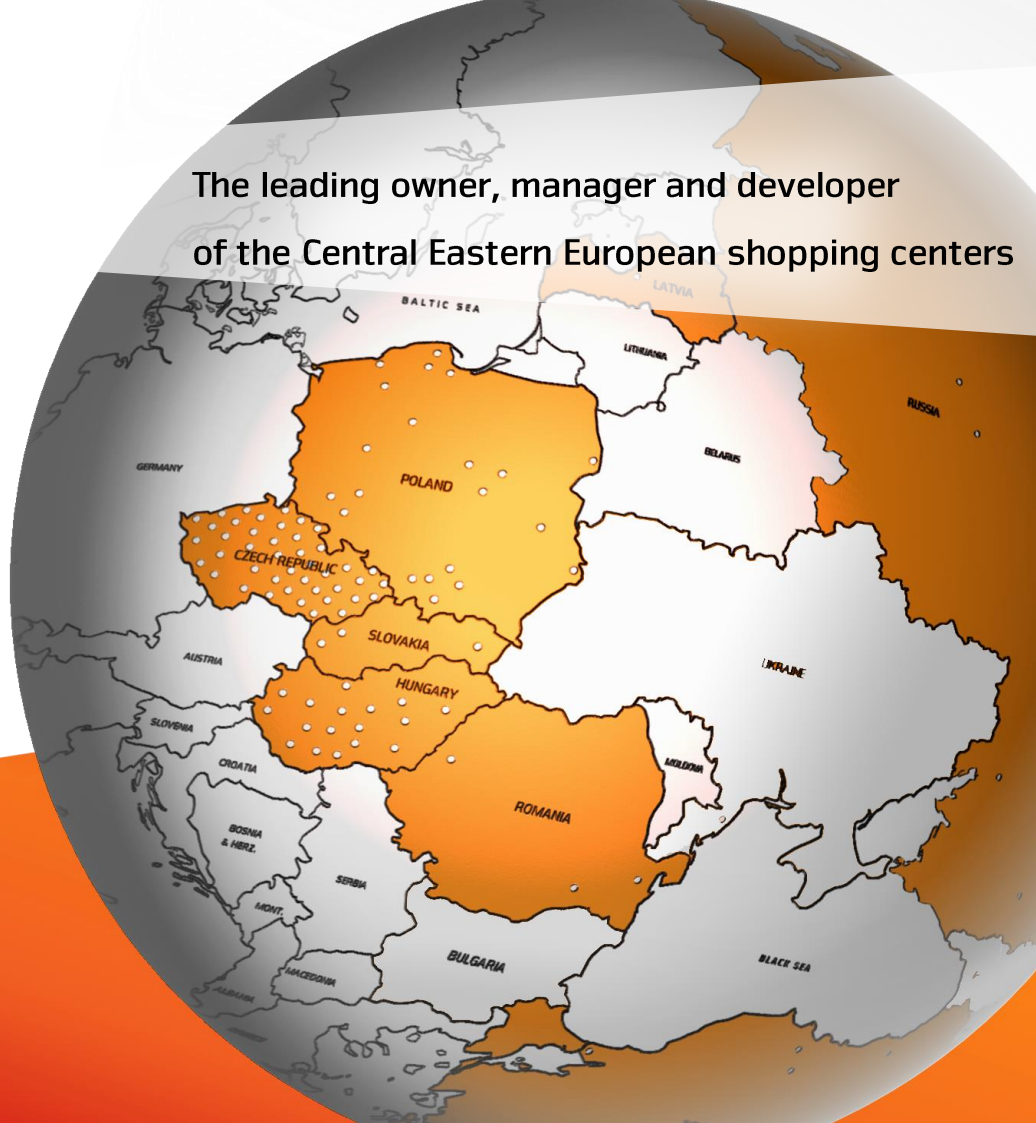 The leading owner, manager and developer
of the Central Eastern European shopping centers
LATVIA
BALTIC SEA
LITHUANIA
RUSSIA
BELARUS
GERMANY
POLAND
CZECH REPUBLIC
SLOVAKIA
AUSTRIA
UKRAINE
HUNGARY
SLOVENIA
CROATIA
MOLDOVA
ROMANIA
BOSNIA
& HERZ.
SERBIA
MONT.
BULGARIA
BLACK SEA
MACEDONIA
ALBANIA